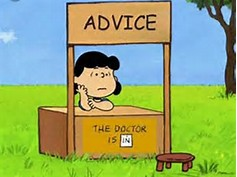 ADVICE
THE DOCTOR
IS IN